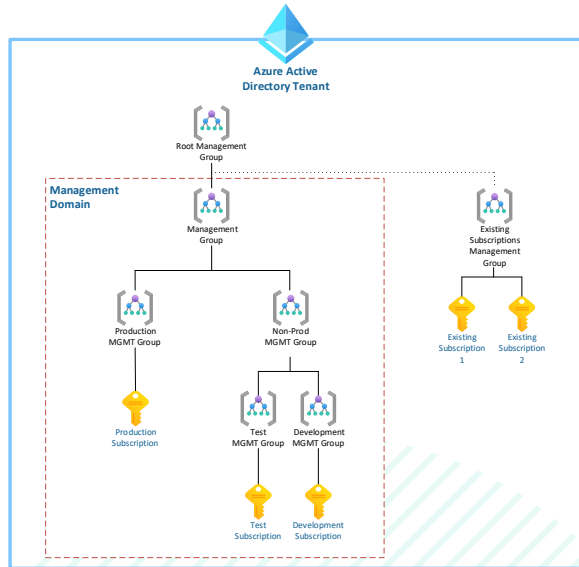 Azure Active
Directory Tenant
Root Management
Group
Management
Domain
Management
Group
Existing
Subscriptions
Management
Group
Production
MGMT Group
Non-Prod
MGMT Group
Existing
Subscription
1
Existing
Subscription
2
Production
Subscription
Test
MGMT Group
Development
MGMT Group
Test
Subscription
Development
Subscription